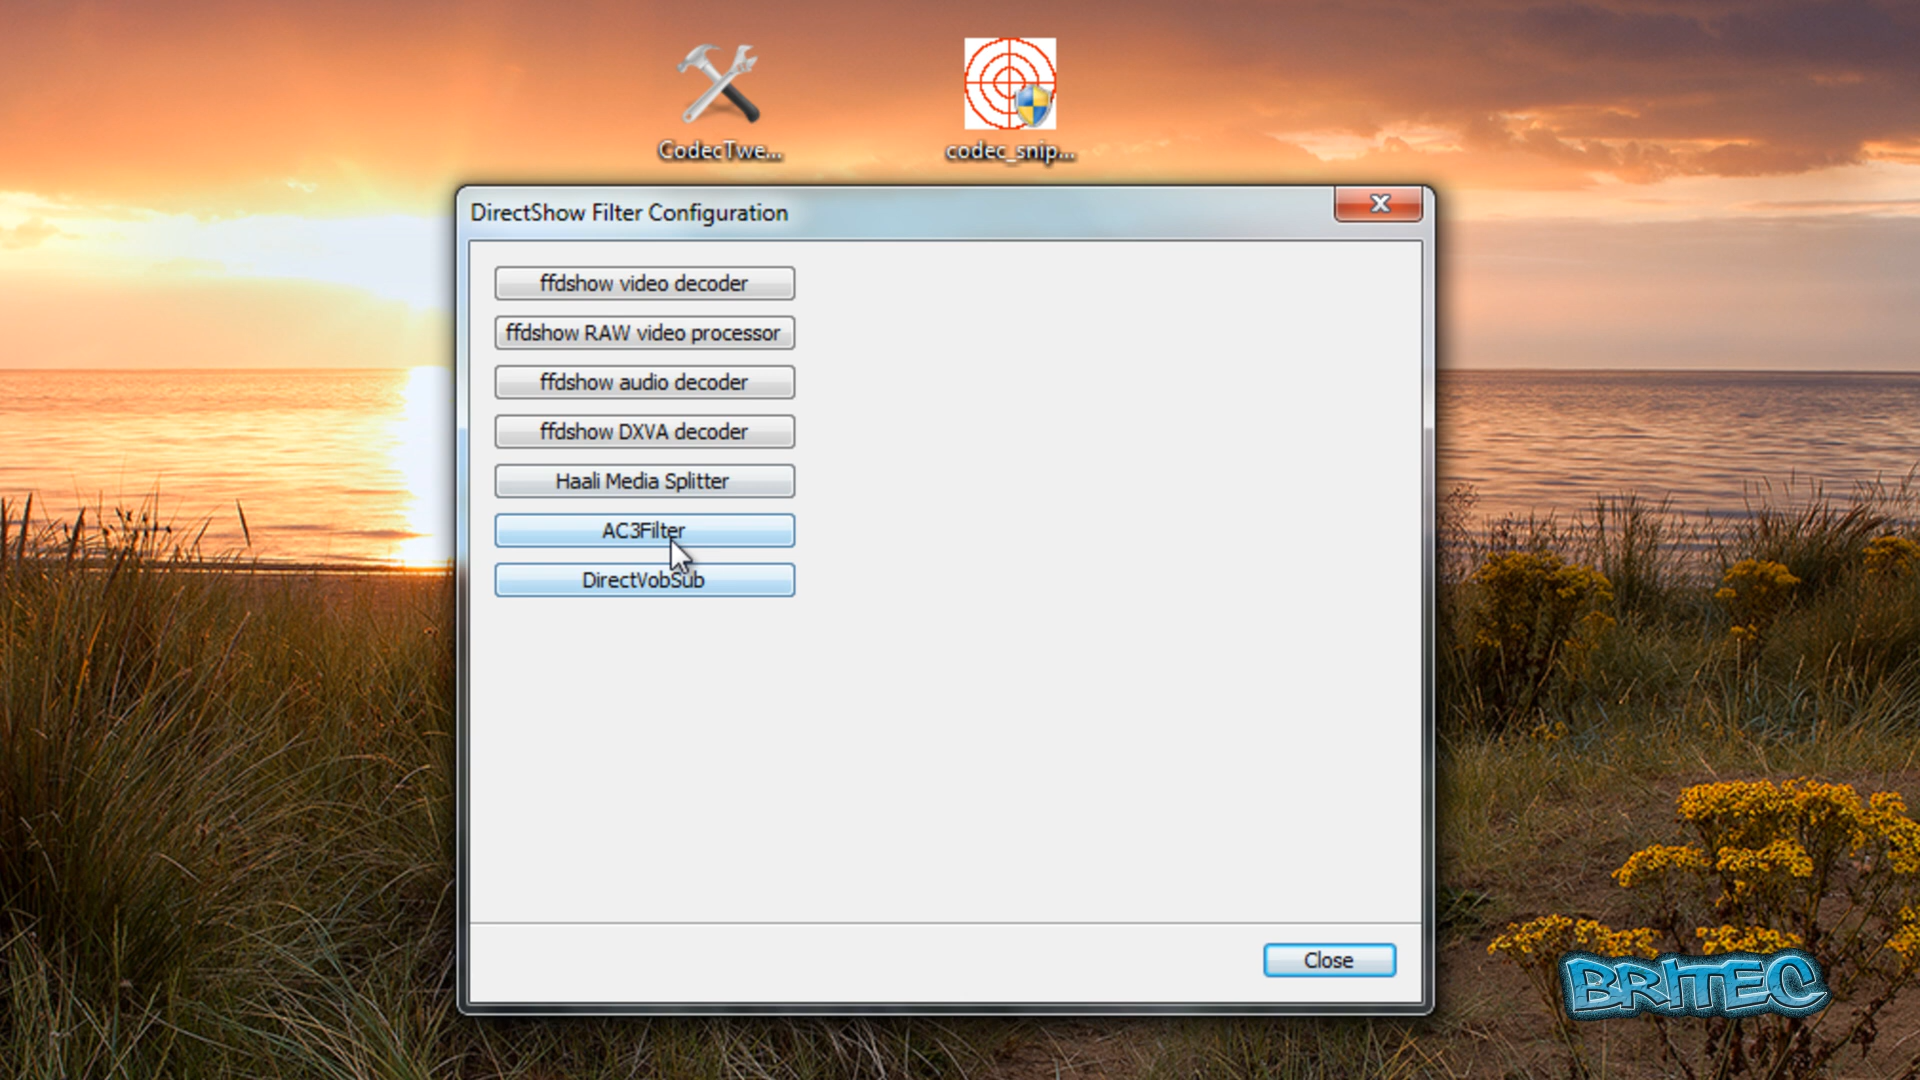 CodecTwe...
codec_snip...
DirectShow Filter Configuration
ffdshow video decoder
ffdshow RAW video processor
ffdshow audio decoder
ffdshow DXVA decoder
Haali Media Splitter
AC3Filter
DirectVobSub
Close
BRITEC